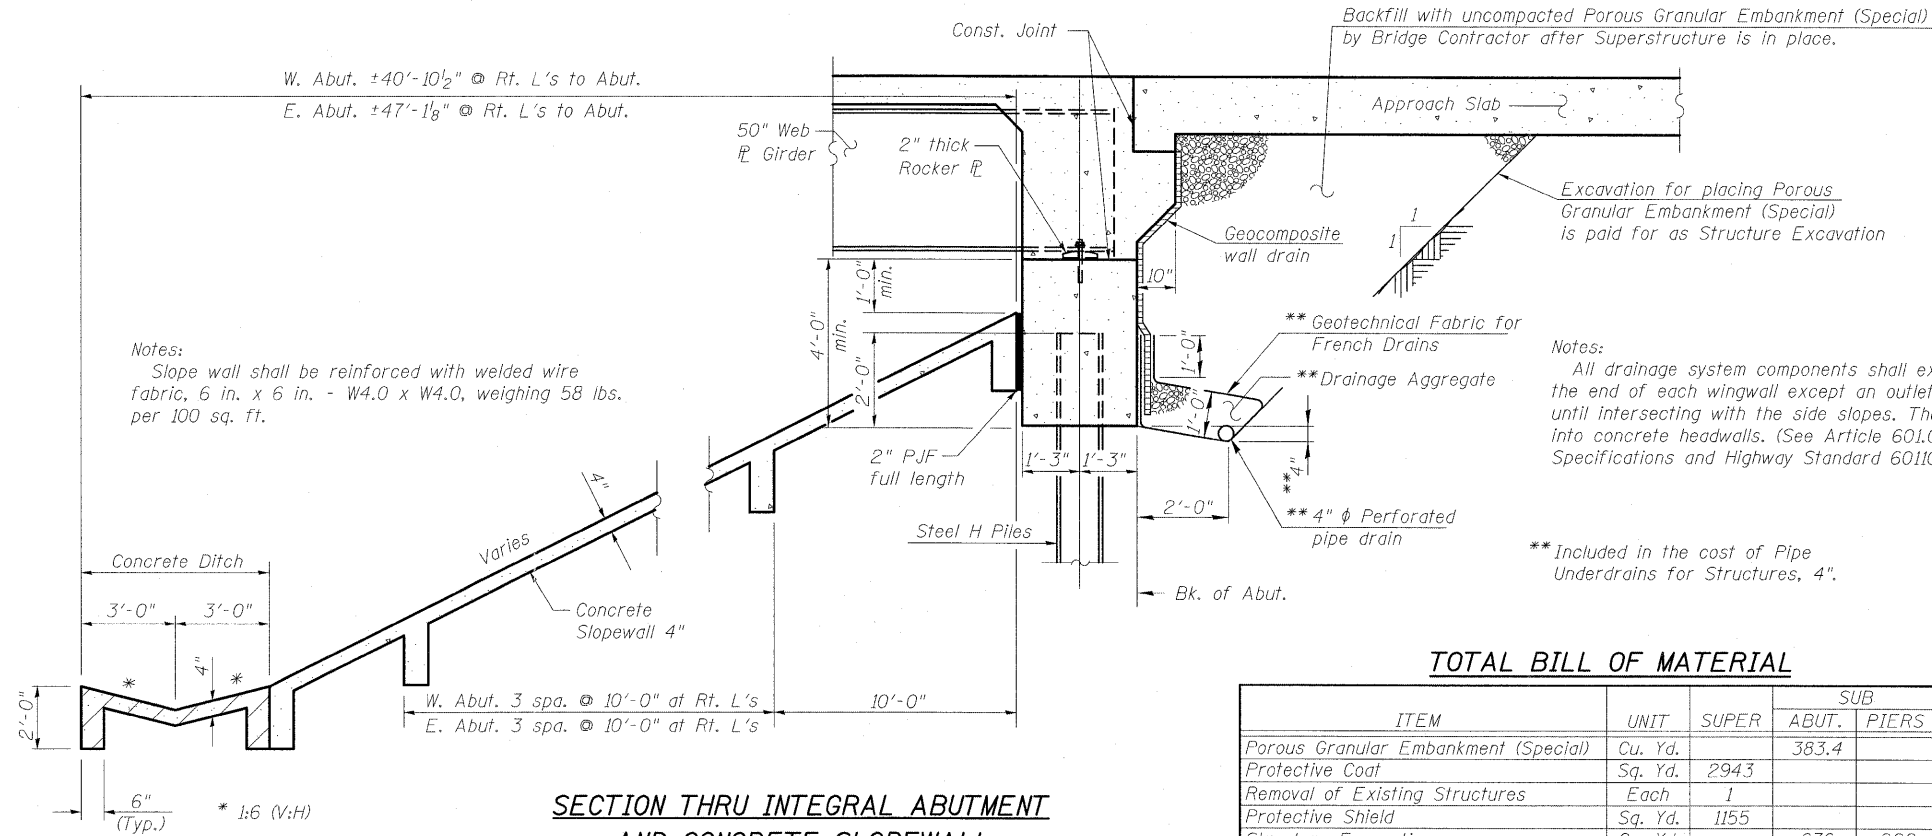 Backfill with uncompacted Porous Granular Embankment (Special)
by Bridge Contractor after Superstructure is in place.
Const. Joint
W. Abut. ±40'-10½" @ Rt. L's to Abut.
E. Abut. ±47'-1⅛" @ Rt. L's to Abut.
Approach Slab
50" Web
℄ Girder
2" thick
Rocker ℄
Excavation for placing Porous
Granular Embankment (Special)
is paid for as Structure Excavation
1
1
Geocomposite
wall drain
10"
1'-0"
min.
4'-0"
min.
2'-0"
** Geotechnical Fabric for
French Drains
1'-0"
** Drainage Aggregate
1'-0"
Notes:
Slope wall shall be reinforced with welded wire
fabric, 6 in. x 6 in. - W4.0 x W4.0, weighing 58 lbs.
per 100 sq. ft.
Notes:
All drainage system components shall
the end of each wingwall except an outlet
until intersecting with the side slopes.
into concrete headwalls. (See Article
Specifications and Highway Standard
2" PJF
full length
1'-3" 1'-3"
** 4"
2'-0"
** 4" ϕ Perforated
pipe drain
Steel H Piles
** Included in the cost of Pipe
Underdrains for Structures, 4".
Bk. of Abut.
4"
Varies
Concrete
Slopewall 4"
Concrete Ditch
3'-0" 3'-0"
* 4" *
2'-0"
W. Abut. 3 spa. @ 10'-0" at Rt. L's
E. Abut. 3 spa. @ 10'-0" at Rt. L's
10'-0"
6"
(Typ.)
* 1:6 (V:H)
SECTION THRU INTEGRAL ABUTMENT
AND CONCRETE SLOPEWALL
TOTAL BILL OF MATERIAL
ITEM UNIT SUPER SUB
ABUT. PIERS
Porous Granular Embankment (Special) Cu. Yd. 383.4
Protective Coat Sq. Yd. 2943
Removal of Existing Structures Each 1
Protective Shield Sq. Yd. 1155